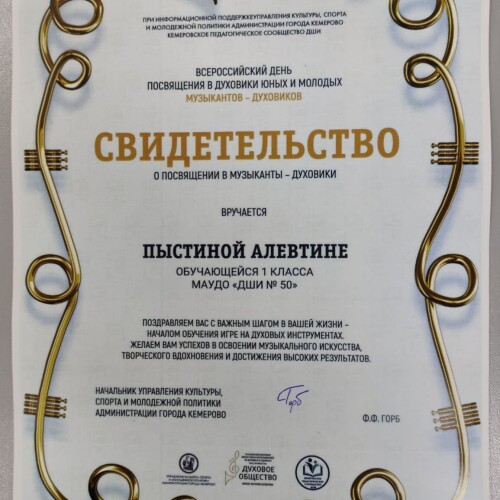 ПРИ ИНФОРМАЦИОННОЙ ПОДДЕРЖКЕУПРАВЛЕНИЯ КУЛЬТУРЫ, СПОРТА
И МОЛОДЕЖНОЙ ПОЛИТИКИ АДМИНИСТРАЦИИ ГОРОДА КЕМЕРОВО
КЕМЕРОВСКОЕ ПЕДАГОГИЧЕСКОЕ СООБЩЕСТВО ДШИ
ВСЕРОССИЙСКИЙ ДЕНЬ
ПОСВЯЩЕНИЯ В ДУХОВИКИ ЮНЫХ И МОЛОДЫХ
МУЗЫКАНТОВ – ДУХОВИКОВ
СВИДЕТЕЛЬСТВО
О ПОСВЯЩЕНИИ В МУЗЫКАНТЫ – ДУХОВИКИ
ВРУЧАЕТСЯ
ПЫСТИНОЙ АЛЕВТИНЕ
ОБУЧАЮЩЕЙСЯ 1 КЛАССА
МАУДО «ДШИ № 50»
ПОЗДРАВЛЯЕМ ВАС С ВАЖНЫМ ШАГОМ В ВАШЕЙ ЖИЗНИ –
НАЧАЛОМ ОБУЧЕНИЯ ИГРЕ НА ДУХОВЫХ ИНСТРУМЕНТАХ.
ЖЕЛАЕМ ВАМ УСПЕХОВ В ОСВОЕНИИ МУЗЫКАЛЬНОГО ИСКУССТВА,
ТВОРЧЕСКОГО ВДОХНОВЕНИЯ И ДОСТИЖЕНИЯ ВЫСОКИХ РЕЗУЛЬТАТОВ.
НАЧАЛЬНИК УПРАВЛЕНИЯ КУЛЬТУРЫ,
СПОРТА И МОЛОДЕЖНОЙ ПОЛИТИКИ
АДМИНИСТРАЦИИ ГОРОДА КЕМЕРОВО
Ф.Ф. ГОРБ
ДУХОВОЕ
ОБЩЕСТВО